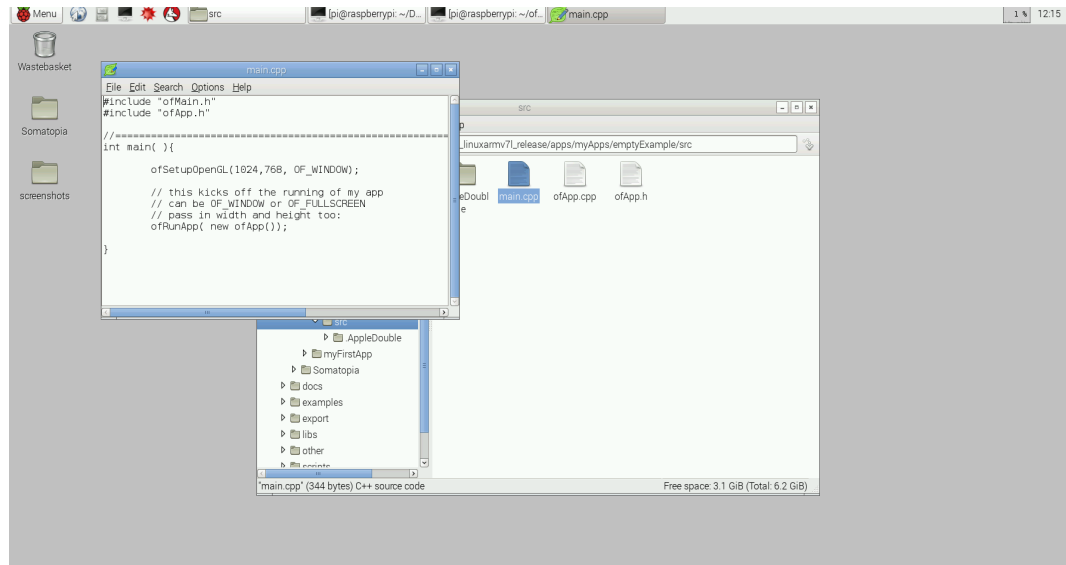 Menu src [pi@raspberrypi: ~/D... [pi@raspberrypi: ~/of... main.cpp 1 % 12:15
Wastebasket
Somatopia
screenshots
main.cpp
File Edit Search Options Help
#include "ofMain.h"
#include "ofApp.h"
//========================================================
int main( ){
ofSetupOpenGL(1024,768, OF_WINDOW);
// this kicks off the running of my app
// can be OF_WINDOW or OF_FULLSCREEN
// pass in width and height too:
ofRunApp( new ofApp());
}
src
p
_linuxarmv7l_release/apps/myApps/emptyExample/src
eDoubl
e
main.cpp
ofApp.cpp
ofApp.h
src
.AppleDouble
myFirstApp
Somatopia
docs
examples
export
libs
other
scripts
"main.cpp" (344 bytes) C++ source code
Free space: 3.1 GiB (Total: 6.2 GiB)